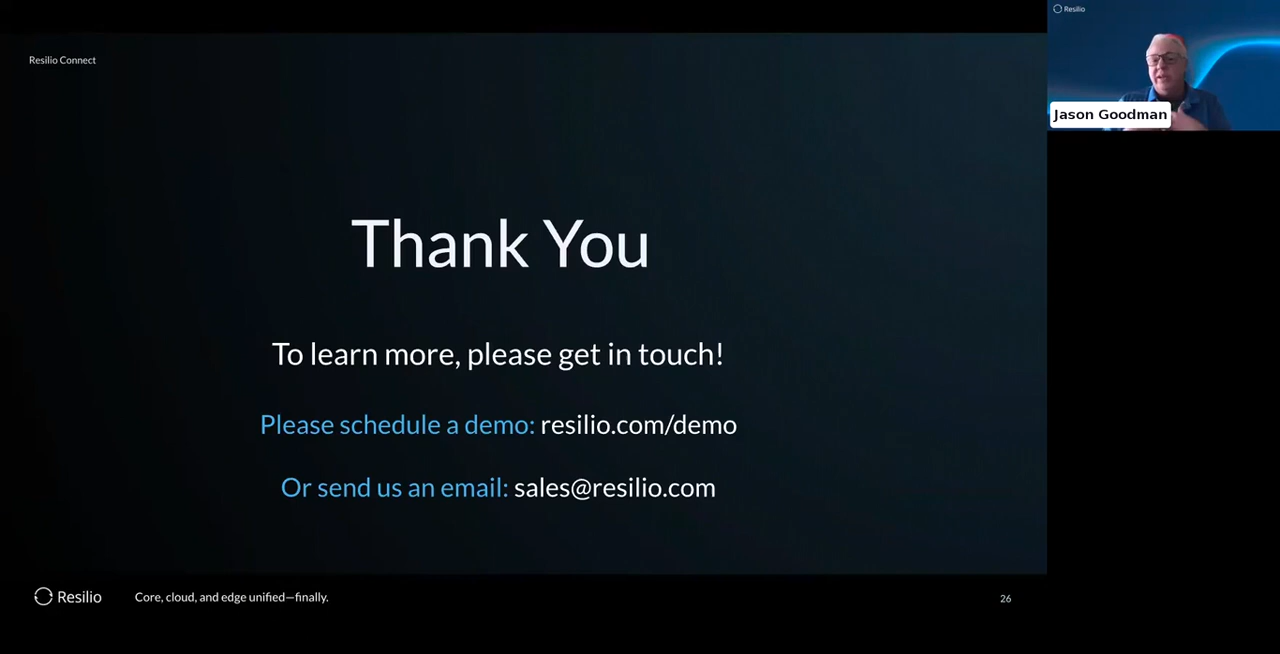 Resilio Connect
Resilio
Jason Goodman
Thank You
To learn more, please get in touch!
Please schedule a demo: resilio.com/demo
Or send us an email: sales@resilio.com
Resilio
Core, cloud, and edge unified—finally.
26